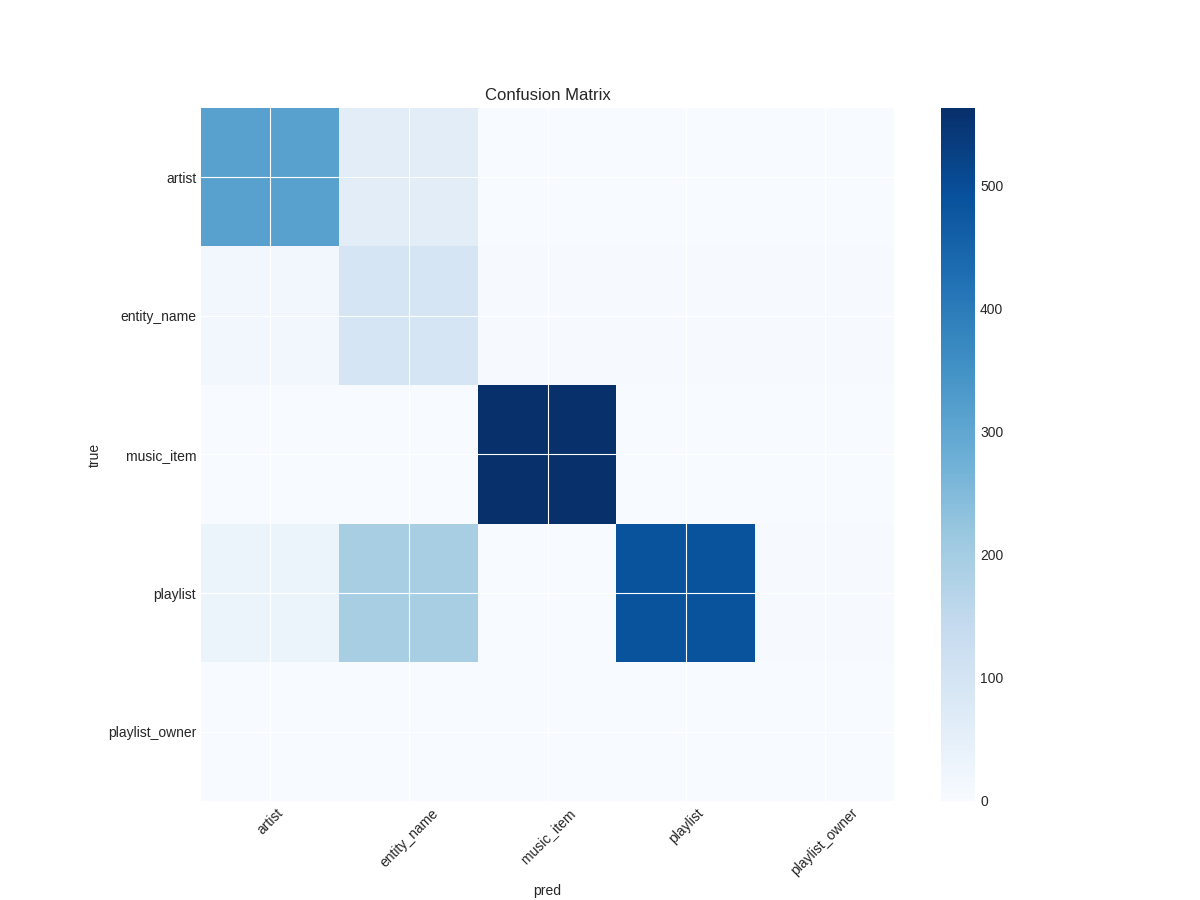 Confusion Matrix
artist
entity_name
music_item
playlist
playlist_owner
true
artist
entity_name
music_item
playlist
playlist_owner
pred
500
400
300
200
100
0